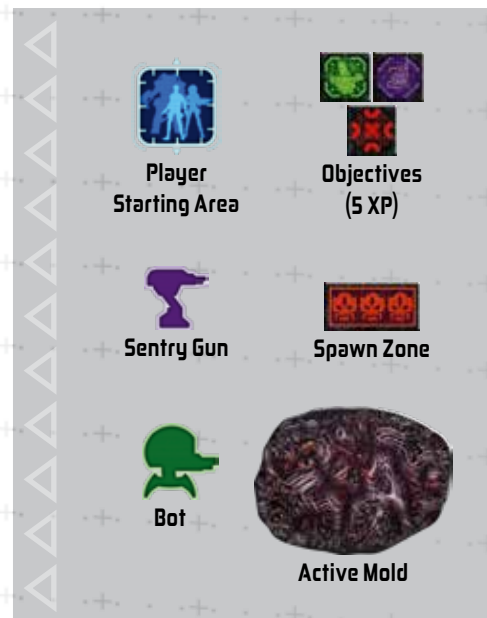 Player
Starting Area
Objectives
(5 XP)
Sentry Gun
Spawn Zone
Bot
Active Mold